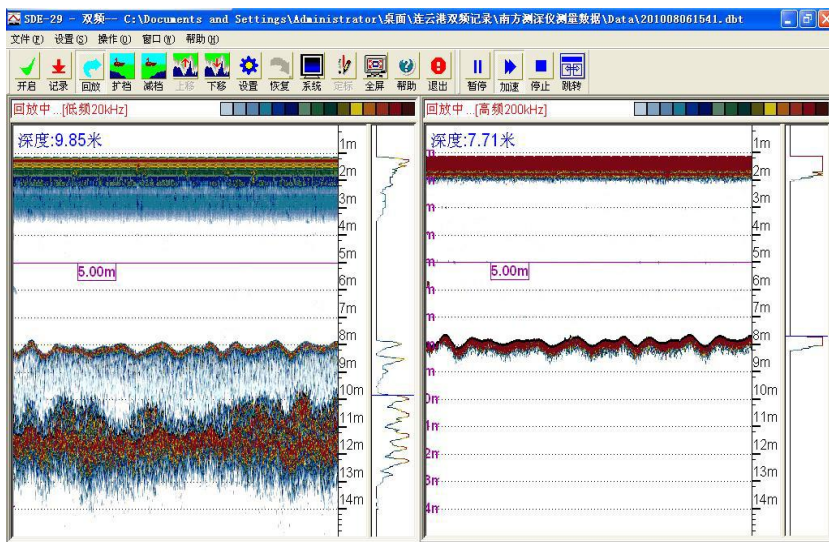 SDE-29 - 双频-- C:\Documents and Settings\Administrator\桌面\连云港双频记录\南方测深仪测量数据\Data\201008061541.dbt
文件(F) 设置(S) 操作(O) 窗口(W) 帮助(H)
开启 记录 回放 扩档 减档 上移 下移 设置 恢复 系统 定标 全屏 帮助 退出 暂停 加速 停止 跳转
回放中...[低频20kHz]
深度:9.85米
1m
2m
3m
4m
5m
5.00m
6m
7m
8m
9m
10m
11m
12m
13m
14m
回放中...[高频200kHz]
深度:7.71米
1m
2m
3m
4m
5m
5.00m
6m
7m
8m
9m
10m
11m
12m
13m
14m